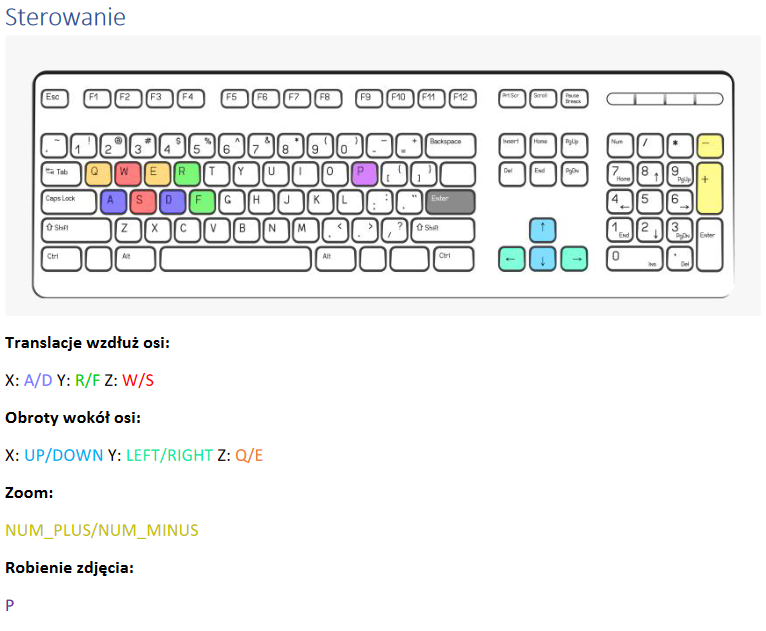 Sterowanie
Esc F1 F2 F3 F4 F5 F6 F7 F8 F9 F10 F11 F12 PrtScr Scroll Pause Break
~ 1 ! 2 @ 3 # 4 $ 5 % 6 ^ 7 & 8 * 9 ( 0 ) - _ = + Backspace Insert Home PgUp Num / * -
Tab Q W E R T Y U I O P [ { ] } Del End PgDn 7 Home 8 ↑ 9 PgUp +
Caps Lock A S D F G H J K L ; : , " Enter 4 ← 5 6 →
⇧ Shift Z X C V B N M , < . > / ? ⇧ Shift ↑ 1 End 2 ↓ 3 PgDn Enter
Ctrl Alt Alt Ctrl ← ↓ → 0 Ins . Del
Translacje wzdłuż osi:
X: A/D Y: R/F Z: W/S
Obroty wokół osi:
X: UP/DOWN Y: LEFT/RIGHT Z: Q/E
Zoom:
NUM_PLUS/NUM_MINUS
Robienie zdjęcia:
P